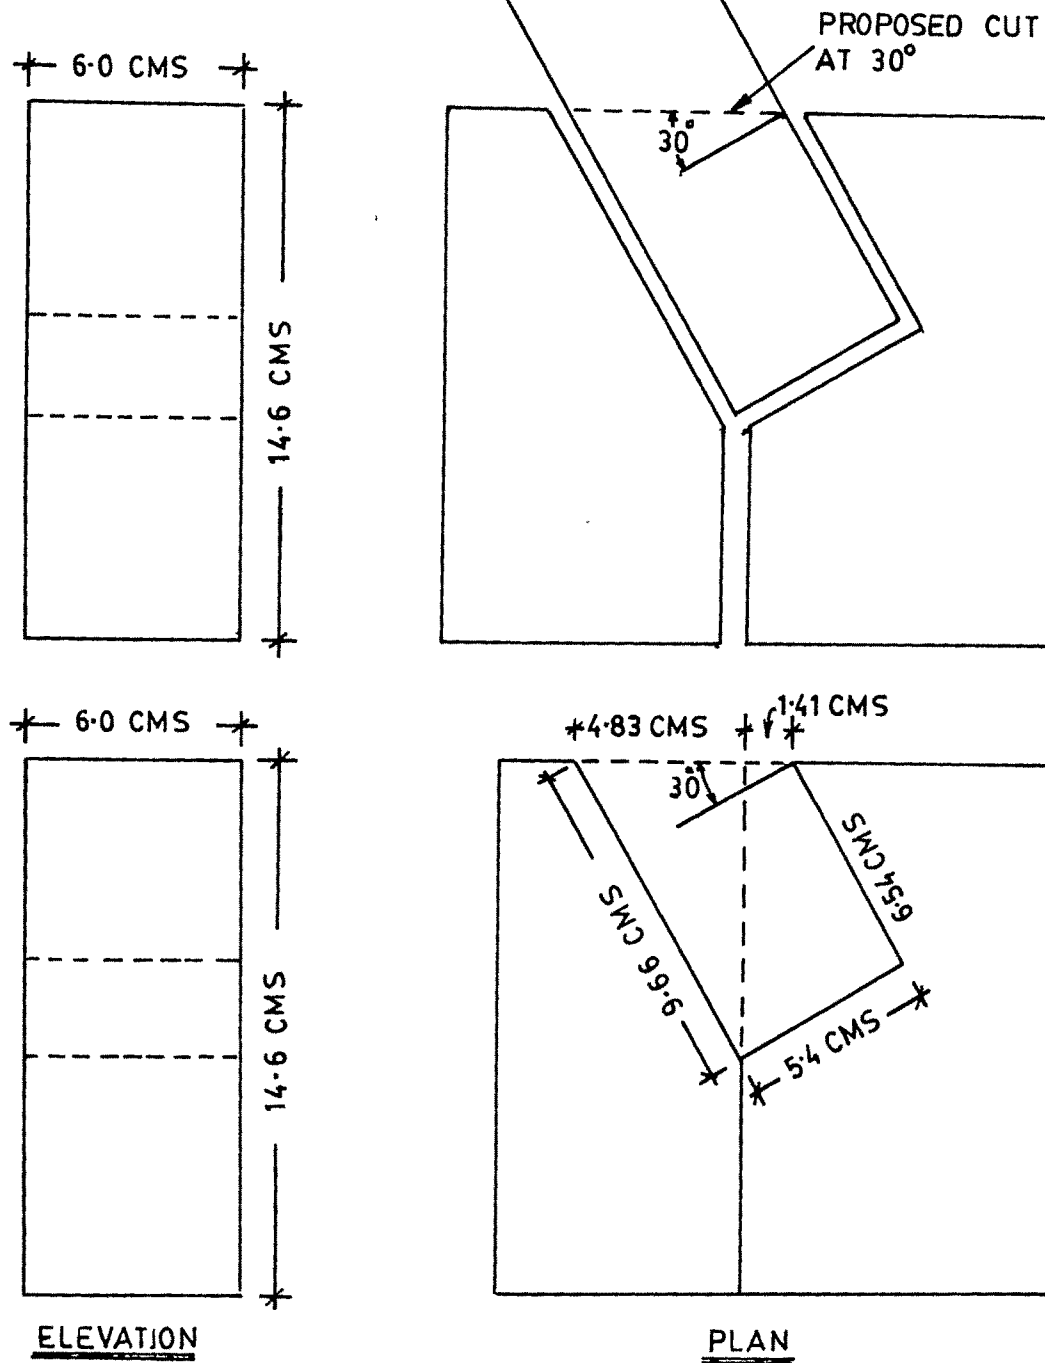 PROPOSED CUT
AT 30°
6·0 CMS
30°
14·6 CMS
6·0 CMS
4·83 CMS
1·41 CMS
30°
6·54 CMS
9·66 CMS
14·6 CMS
5·4 CMS
ELEVATION
PLAN